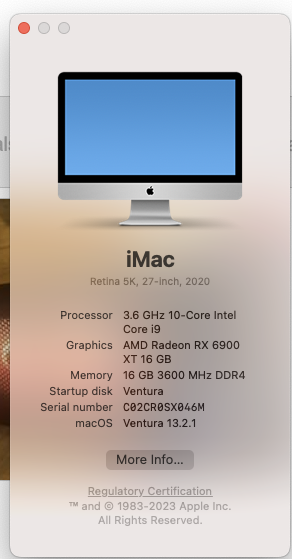 iMac
Retina 5K, 27-inch, 2020
Processor 3.6 GHz 10-Core Intel
Core i9
Graphics AMD Radeon RX 6900
XT 16 GB
Memory 16 GB 3600 MHz DDR4
Startup disk Ventura
Serial number C02CR0SX046M
macOS Ventura 13.2.1
More Info...
Regulatory Certification
™ and © 1983-2023 Apple Inc.
All Rights Reserved.